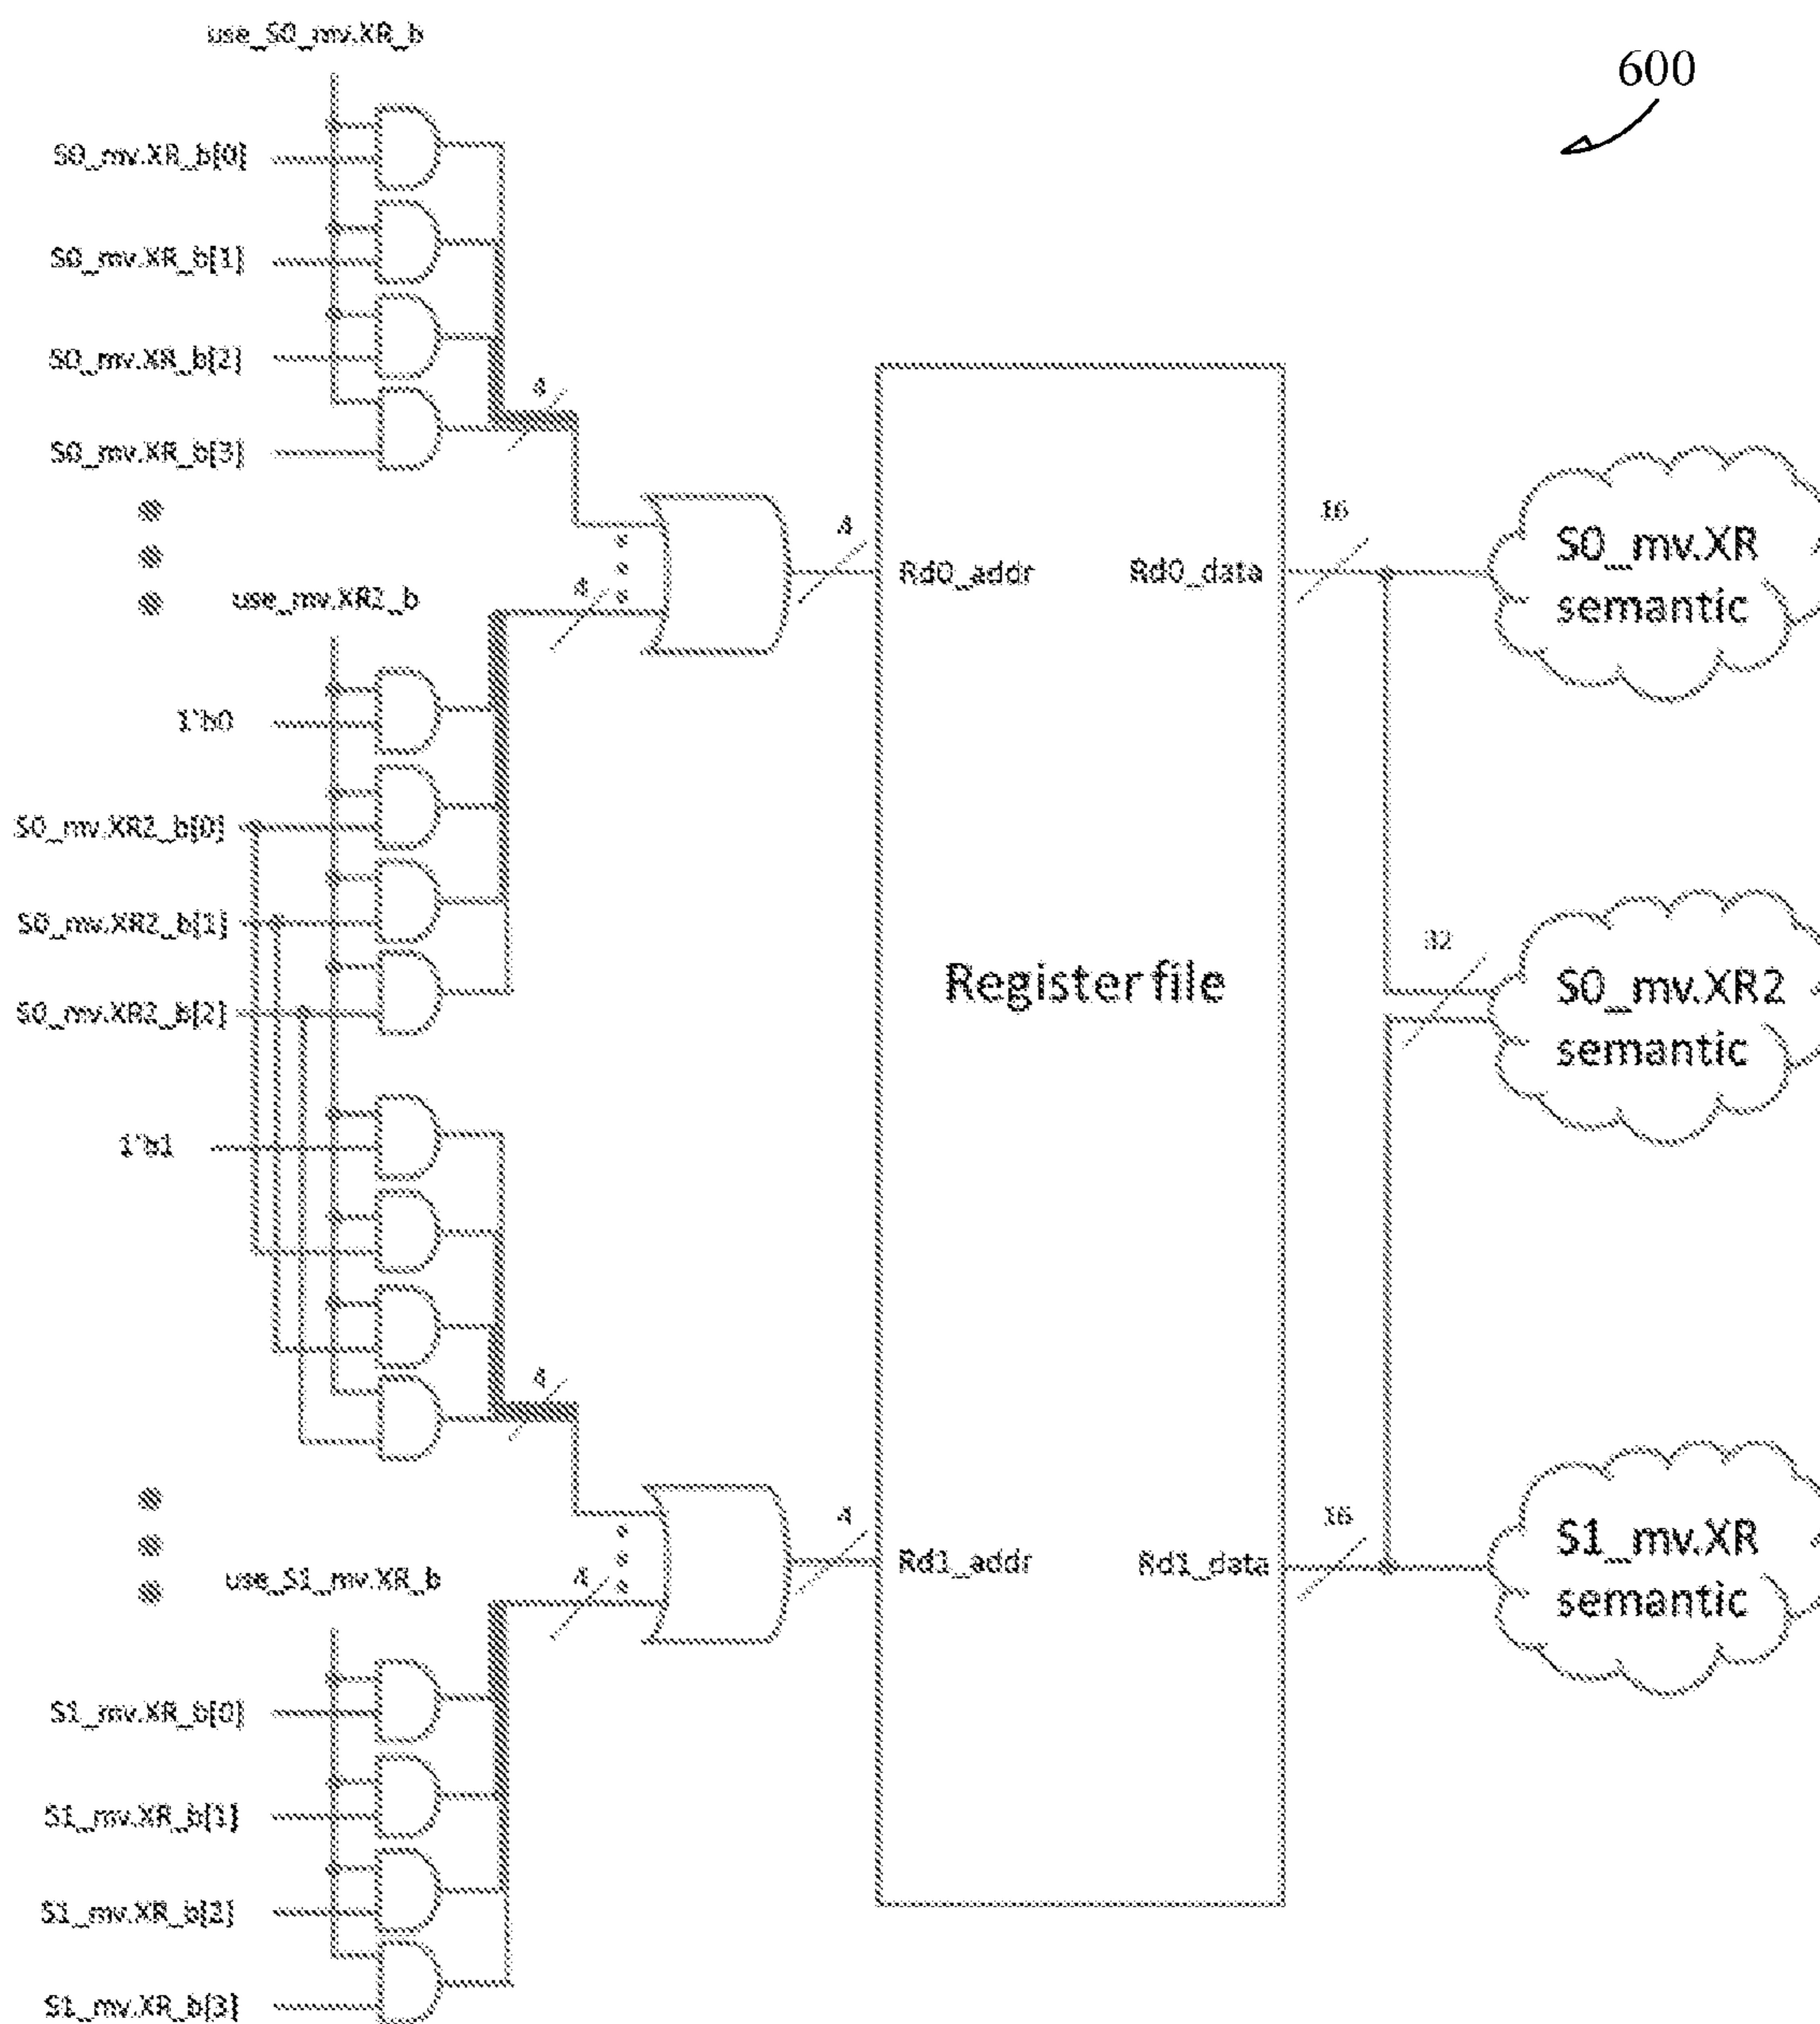 use_S0_mv.XR_b
600
S0_mv.XR_b[0]
S0_mv.XR_b[1]
S0_mv.XR_b[2]
4
S0_mv.XR_b[3]
16
4
S0_mv.XR
semantic
Rd0_addr
Rd0_data
use_mv.XR2_b
4
1'b0
S0_mv.XR2_b[0]
S0_mv.XR2_b[1]
32
S0_mv.XR2_b[2]
Register file
S0_mv.XR2
semantic
1'b1
4
4
16
S1_mv.XR
semantic
use_S1_mv.XR_b
4
Rd1_addr
Rd1_data
S1_mv.XR_b[0]
S1_mv.XR_b[1]
S1_mv.XR_b[2]
S1_mv.XR_b[3]